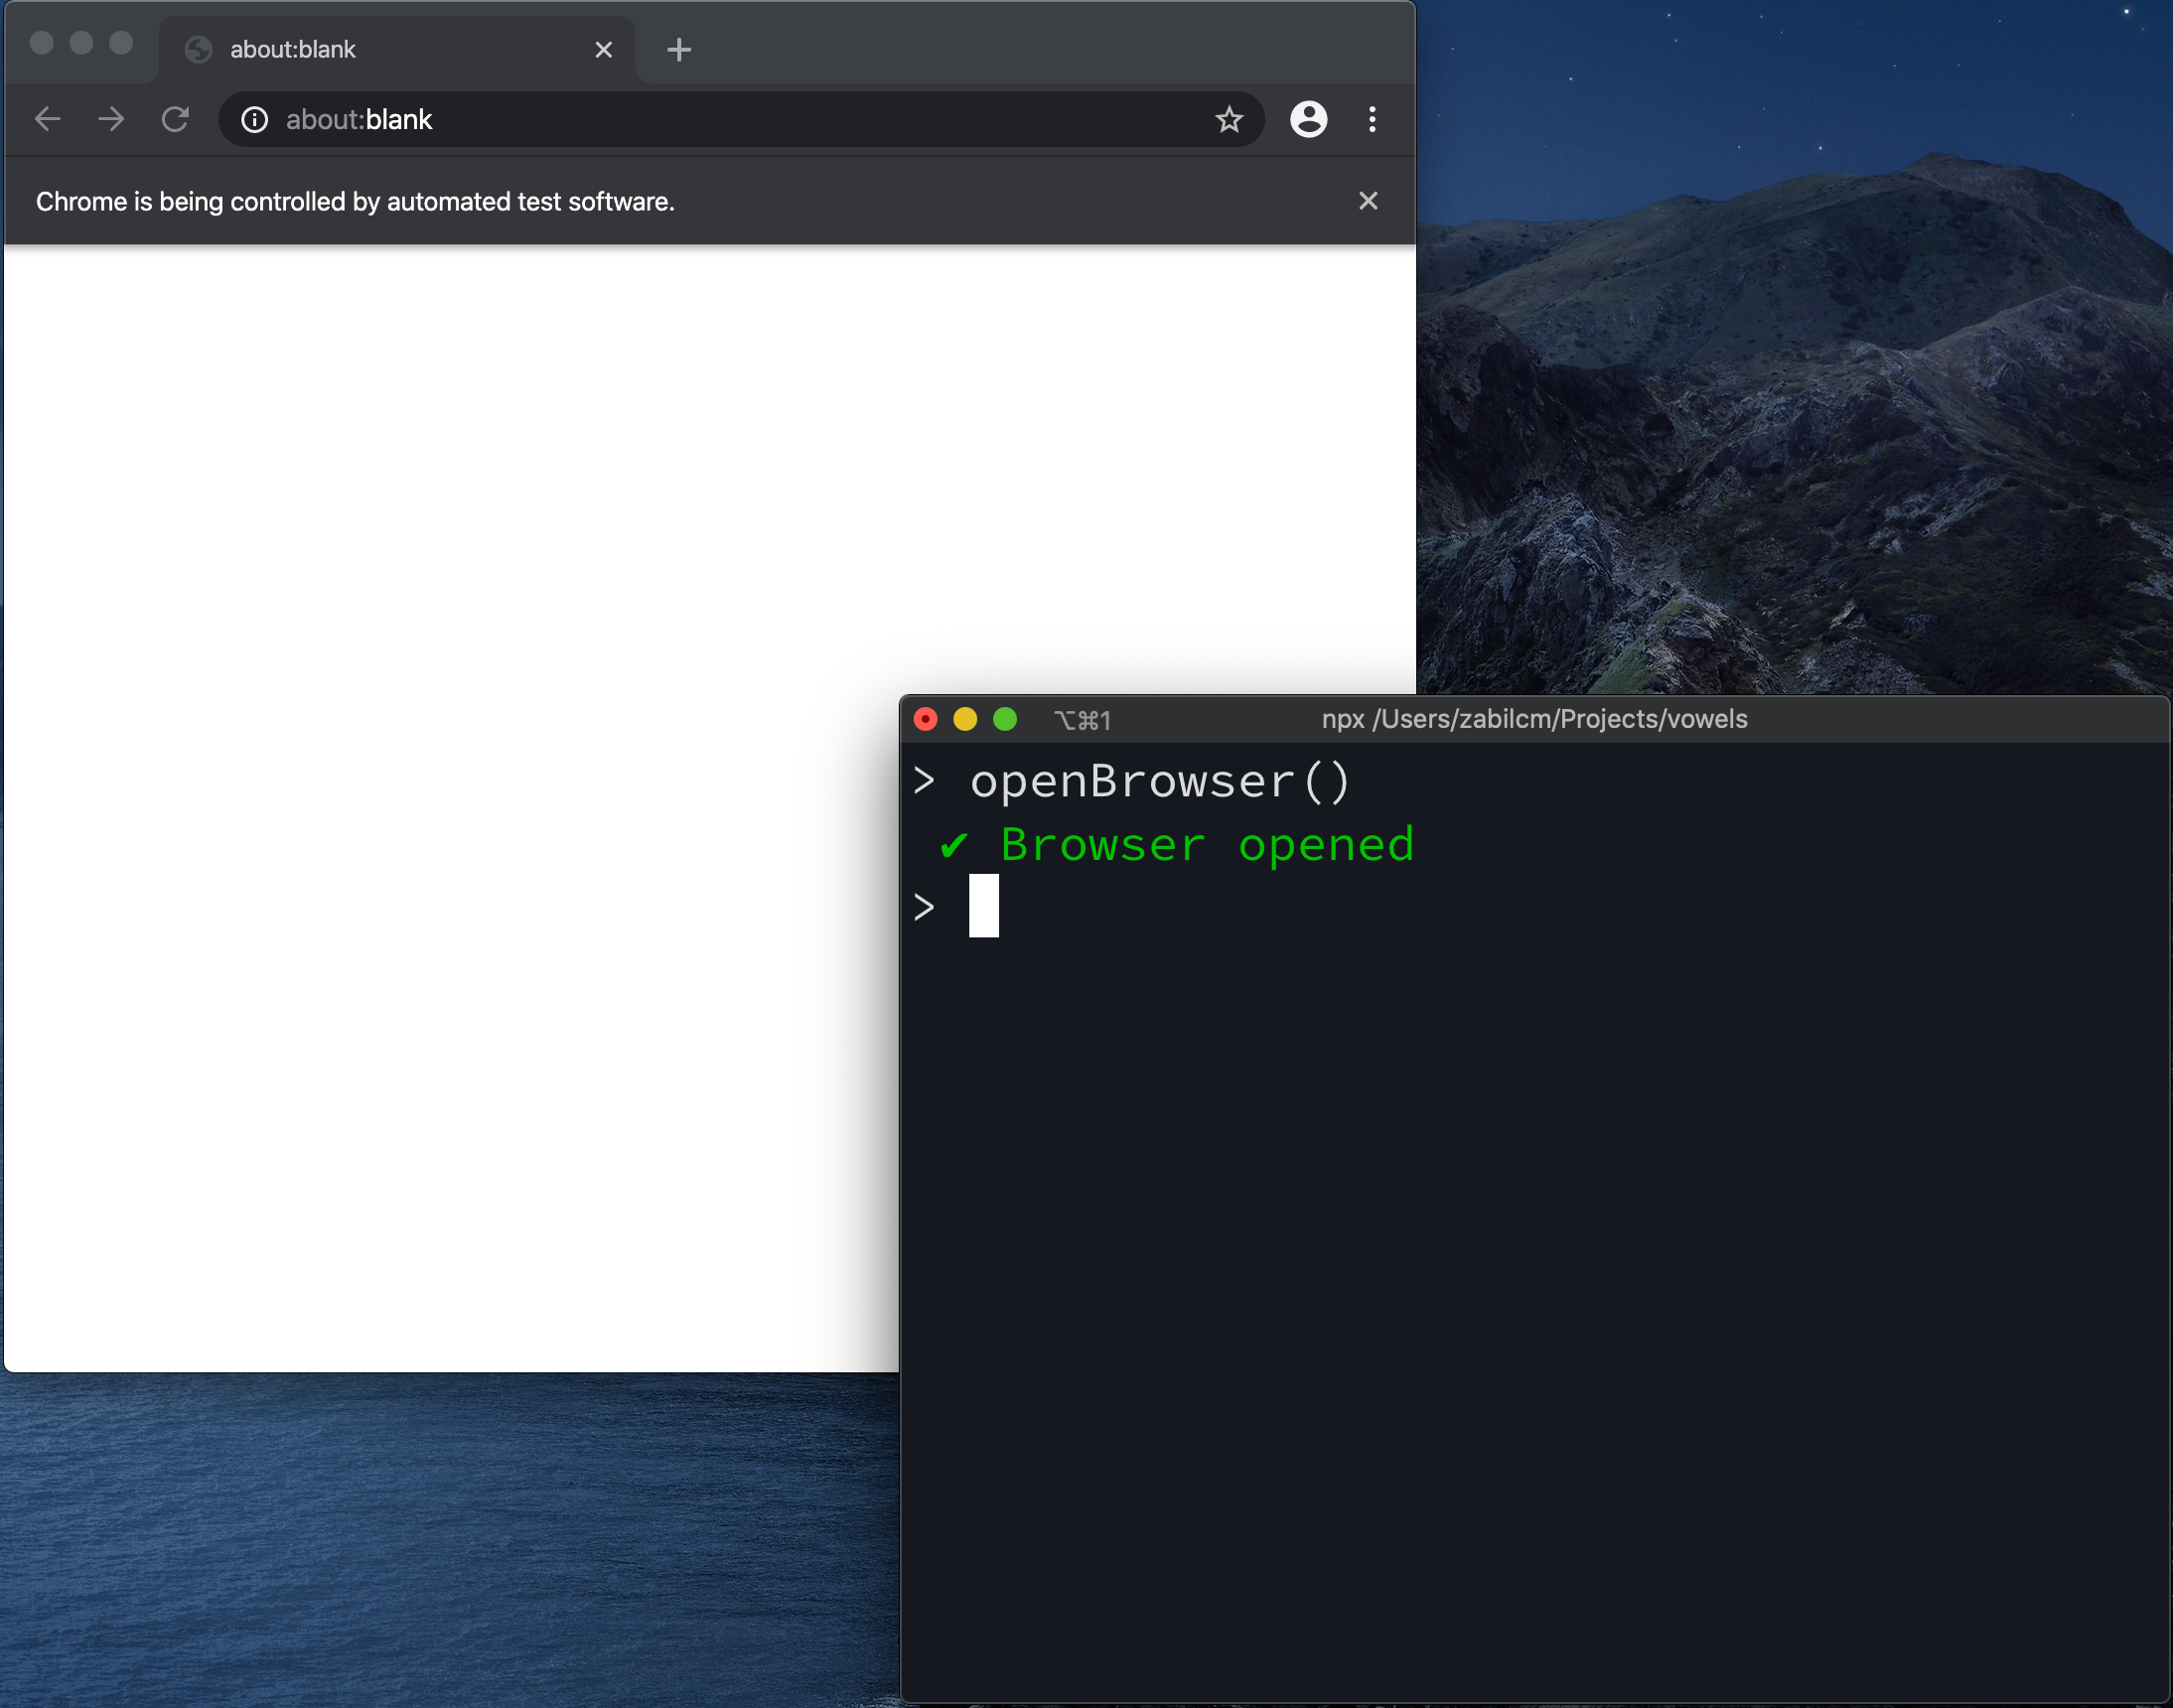 about:blank
about:blank
Chrome is being controlled by automated test software.
⌥⌘1 npx /Users/zabilcm/Projects/vowels
> openBrowser()
✔ Browser opened
>